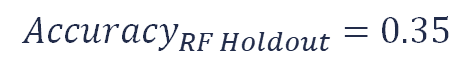 Accuracy_RF Holdout = 0.35